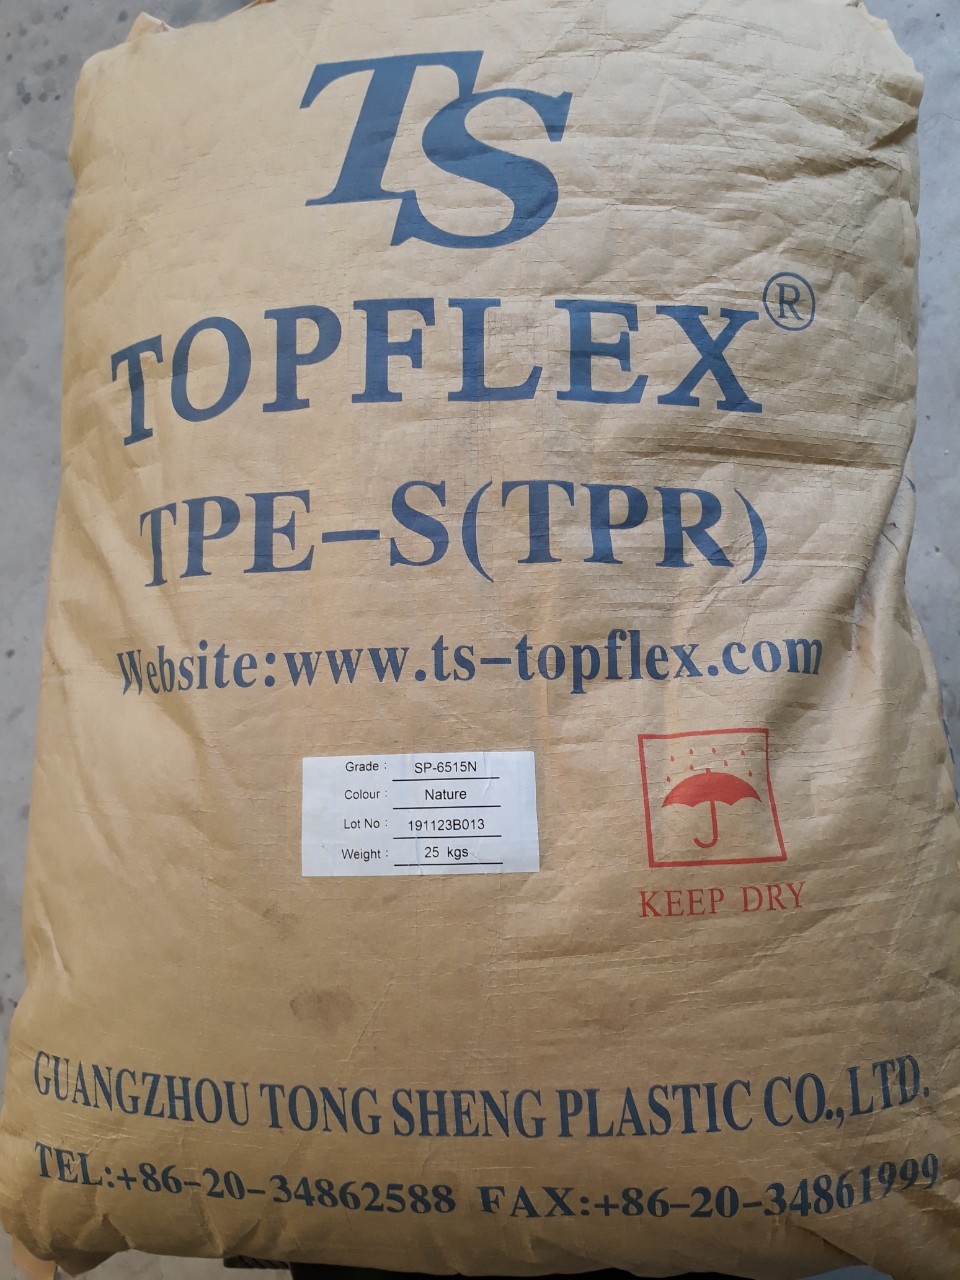 TS
TOPFLEX®
TPE-S(TPR)
Website:www.ts-topflex.com
Grade : SP-6515N
Colour : Nature
Lot No : 191123B013
Weight : 25 kgs
KEEP DRY
GUANGZHOU TONG SHENG PLASTIC CO.,LTD.
TEL:+86-20-34862588 FAX:+86-20-34861999